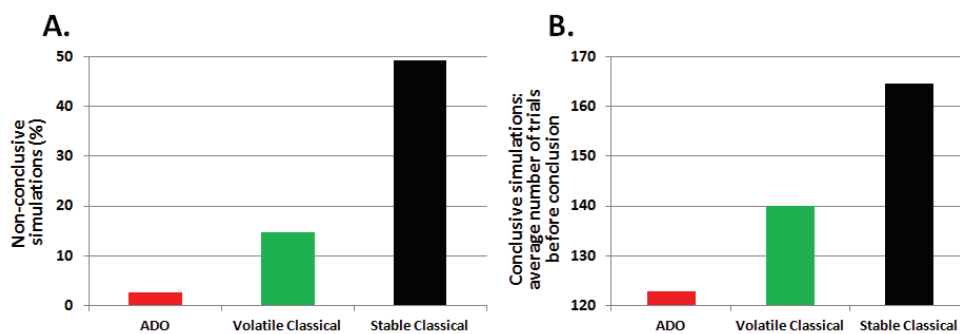 A.
Non-conclusive
simulations (%)
50
40
30
20
10
0
ADO
Volatile Classical
Stable Classical
B.
Conclusive simulations:
average number of trials
before conclusion
170
160
150
140
130
120
ADO
Volatile Classical
Stable Classical